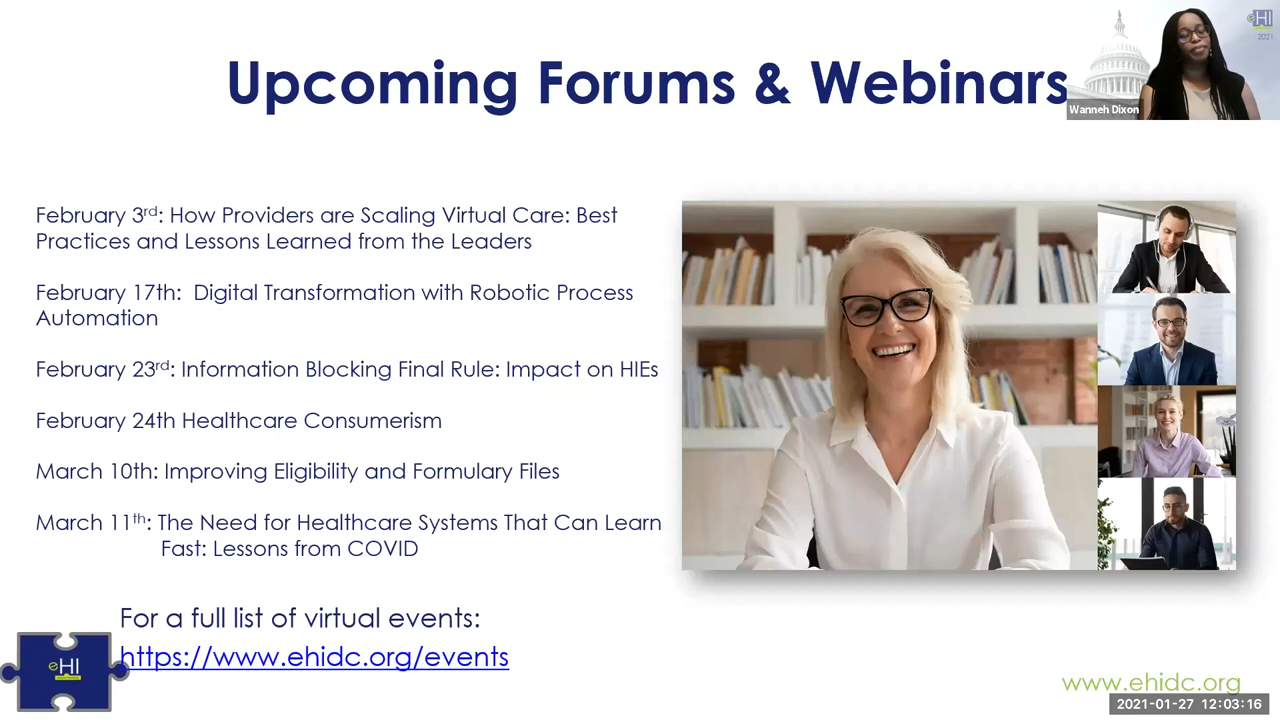 eHI
2021
Upcoming Forums & Webinars
Wanneh Dixon
February 3rd: How Providers are Scaling Virtual Care: Best
Practices and Lessons Learned from the Leaders
February 17th: Digital Transformation with Robotic Process
Automation
February 23rd: Information Blocking Final Rule: Impact on HIEs
February 24th Healthcare Consumerism
March 10th: Improving Eligibility and Formulary Files
March 11th: The Need for Healthcare Systems That Can Learn
Fast: Lessons from COVID
For a full list of virtual events:
https://www.ehidc.org/events
eHI
www.ehidc.org
2021-01-27 12:03:16